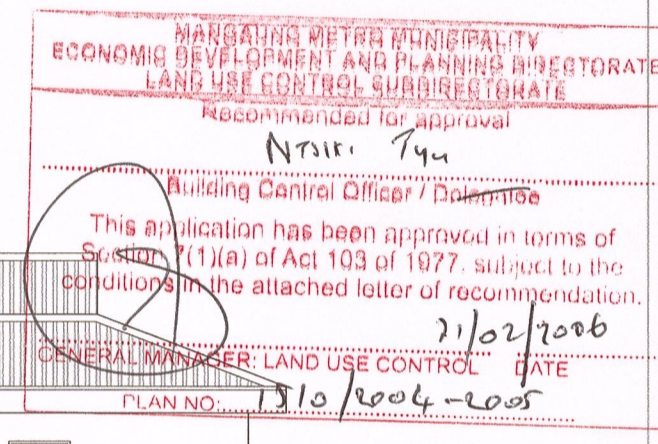 MANGAUNG METRO MUNICIPALITY
ECONOMIC DEVELOPMENT AND PLANNING DIRECTORATE
LAND USE CONTROL SUBDIRECTORATE
Recommended for approval
Building Control Officer / Delegatee
This application has been approved in terms of
Section 7(1)(a) of Act 103 of 1977, subject to the
conditions in the attached letter of recommendation.
21/02/2006
GENERAL MANAGER: LAND USE CONTROL DATE
PLAN NO: 1510/2004-2005